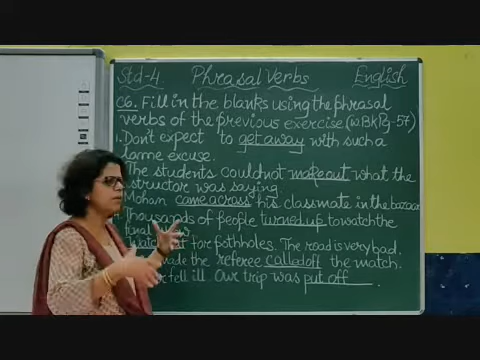 Std-4 Phrasal Verbs English
C6. Fill in the blanks using the phrasal
verbs of the previous exercise (W.Bk Pg-57)
1. Don't expect to get away with such a
lame excuse.
The students could not make out what the
structor was saying.
Mohan came across his classmate in the bazaar
Thousands of people turned up to watch the
final
for potholes. The road is very bad.
the referee called off the match.
fell ill. Our trip was put off.